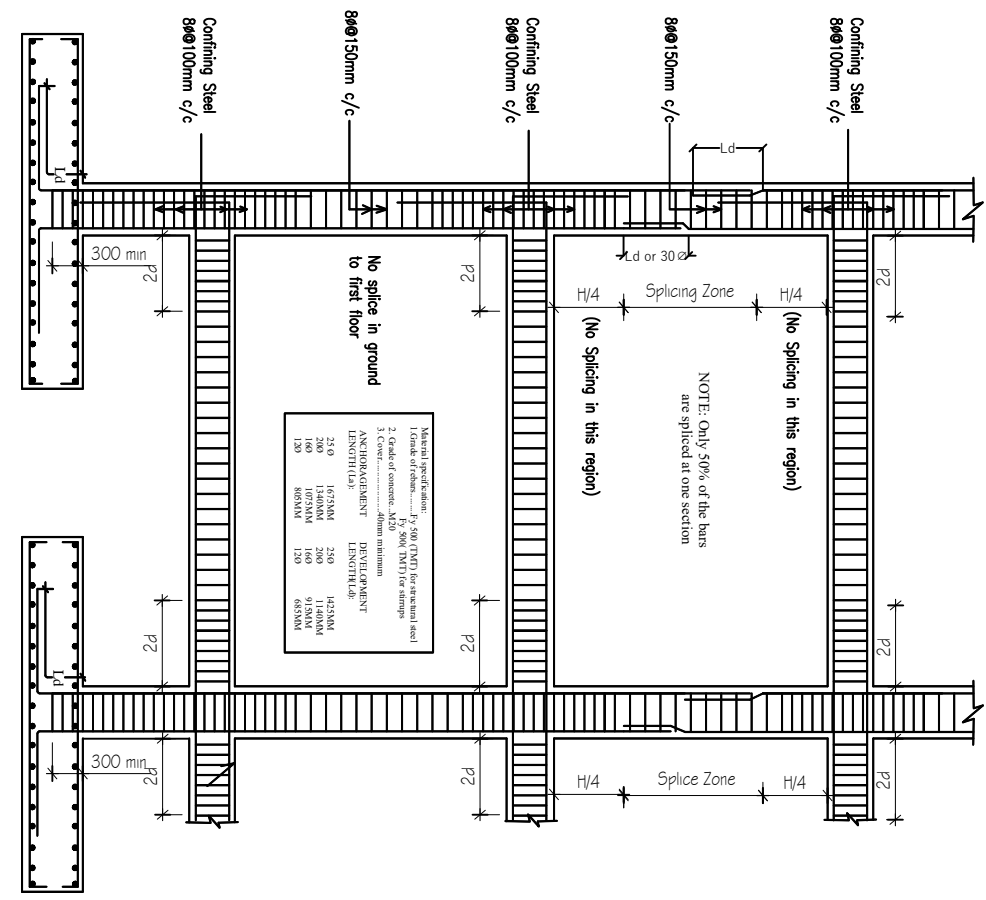 Confining Steel
8ø@100mm c/c
8ø@150mm c/c
Confining Steel
8ø@100mm c/c
8ø@150mm c/c
Confining Steel
8ø@100mm c/c
Ld
Ld
300 min
2d
2d
Ld or 30Ø
2d
H/4
Splicing Zone
H/4
No splice in ground
to first floor
(No Splicing in this region)
(No Splicing in this region)
NOTE: Only 50% of the bars
are spliced at one section
Material specification:
1.Grade of rebars........Fy 500 (TMT) for structural steel
Fy 500( TMT) for stirrups
2. Grade of concrete...M20
3. Cover....................40mm minimum
ANCHORAGEMENT DEVELOPMENT
LENGTH (La): LENGTH(Ld):
25 Ø 1675MM 25Ø 1425MM
20Ø 1340MM 20Ø 1140MM
16Ø 1075MM 16Ø 915MM
12Ø 805MM 12Ø 685MM
2d
2d
2d
Ld
300 min
2d
2d
H/4
Splice Zone
H/4
2d